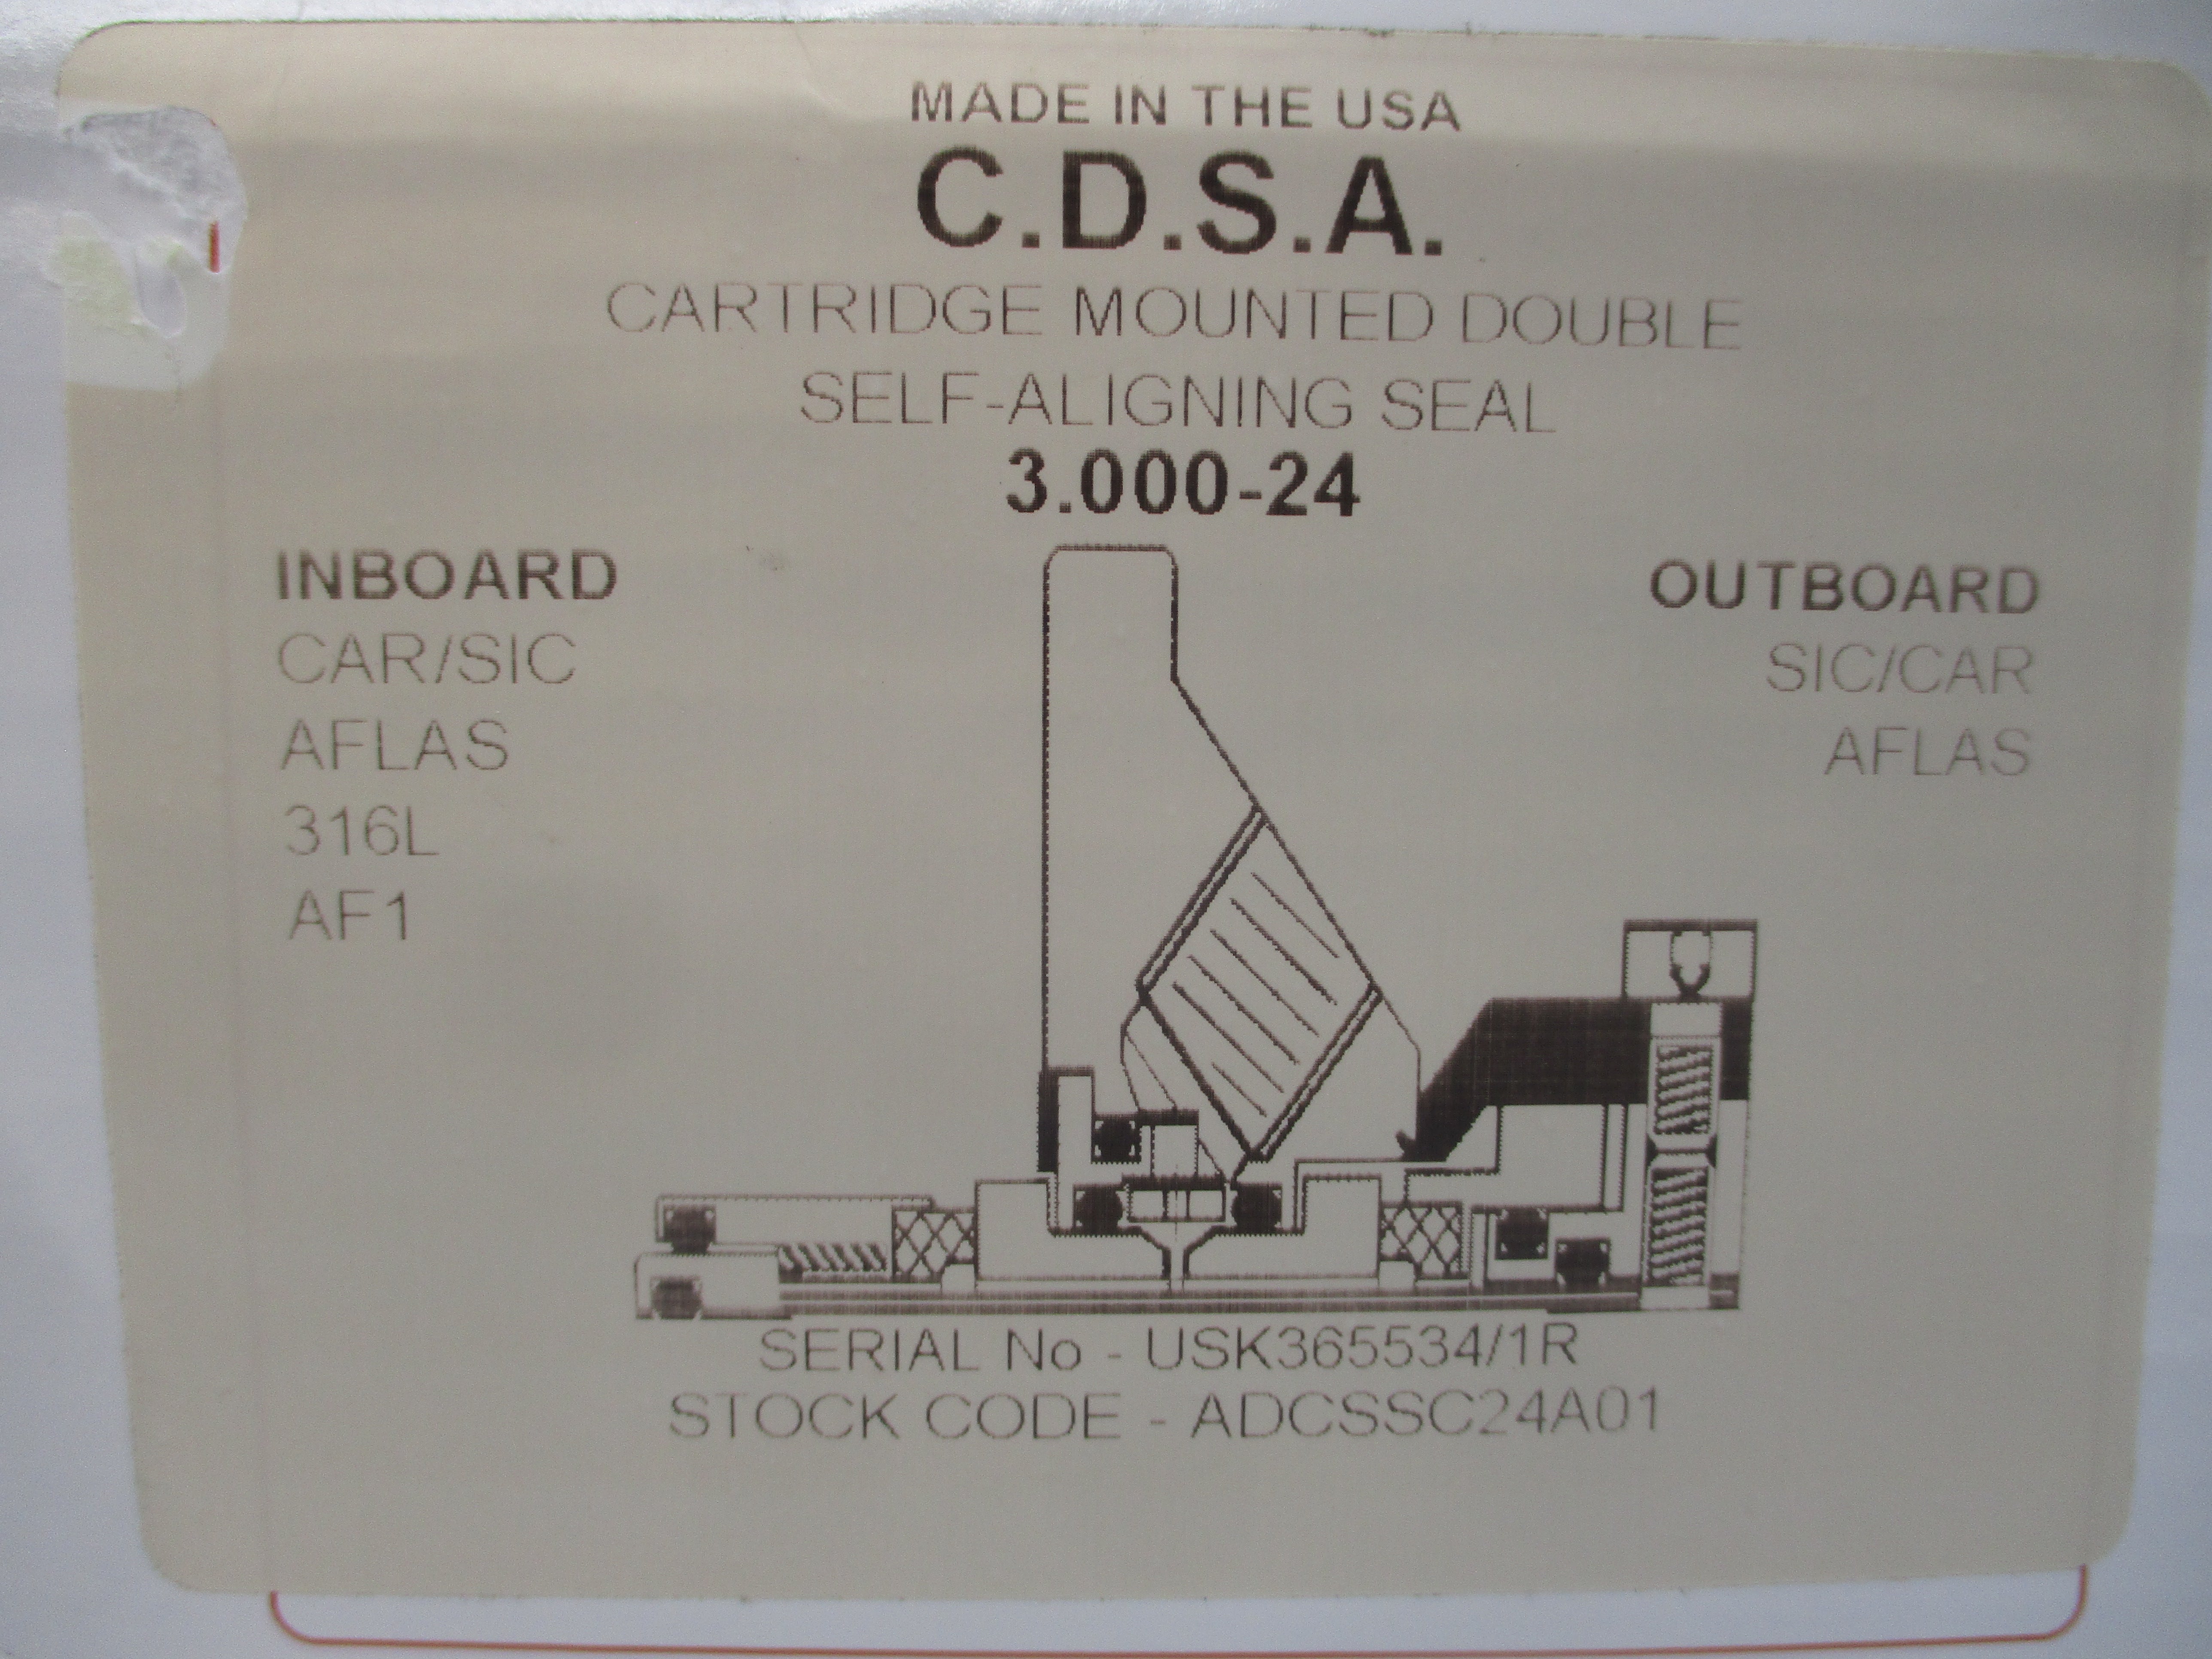 MADE IN THE USA
C.D.S.A.
CARTRIDGE MOUNTED DOUBLE
SELF-ALIGNING SEAL
3.000-24
INBOARD
CAR/SIC
AFLAS
316L
AF1
OUTBOARD
SIC/CAR
AFLAS
SERIAL No - USK365534/1R
STOCK CODE - ADCSSC24A01